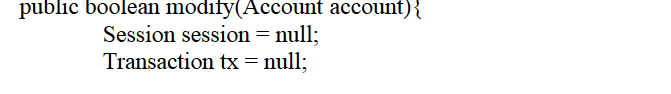 public boolean modify(Account account){
Session session = null;
Transaction tx = null;